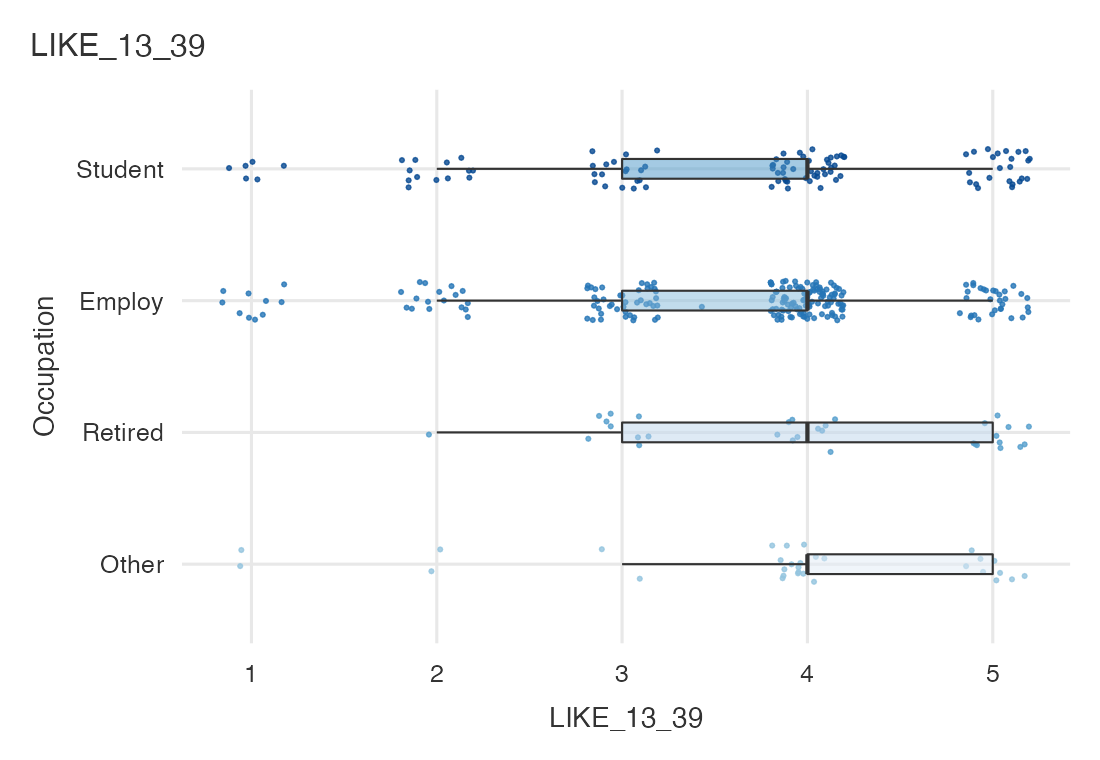 LIKE_13_39
Occupation
Student
Employ
Retired
Other
1 2 3 4 5
LIKE_13_39